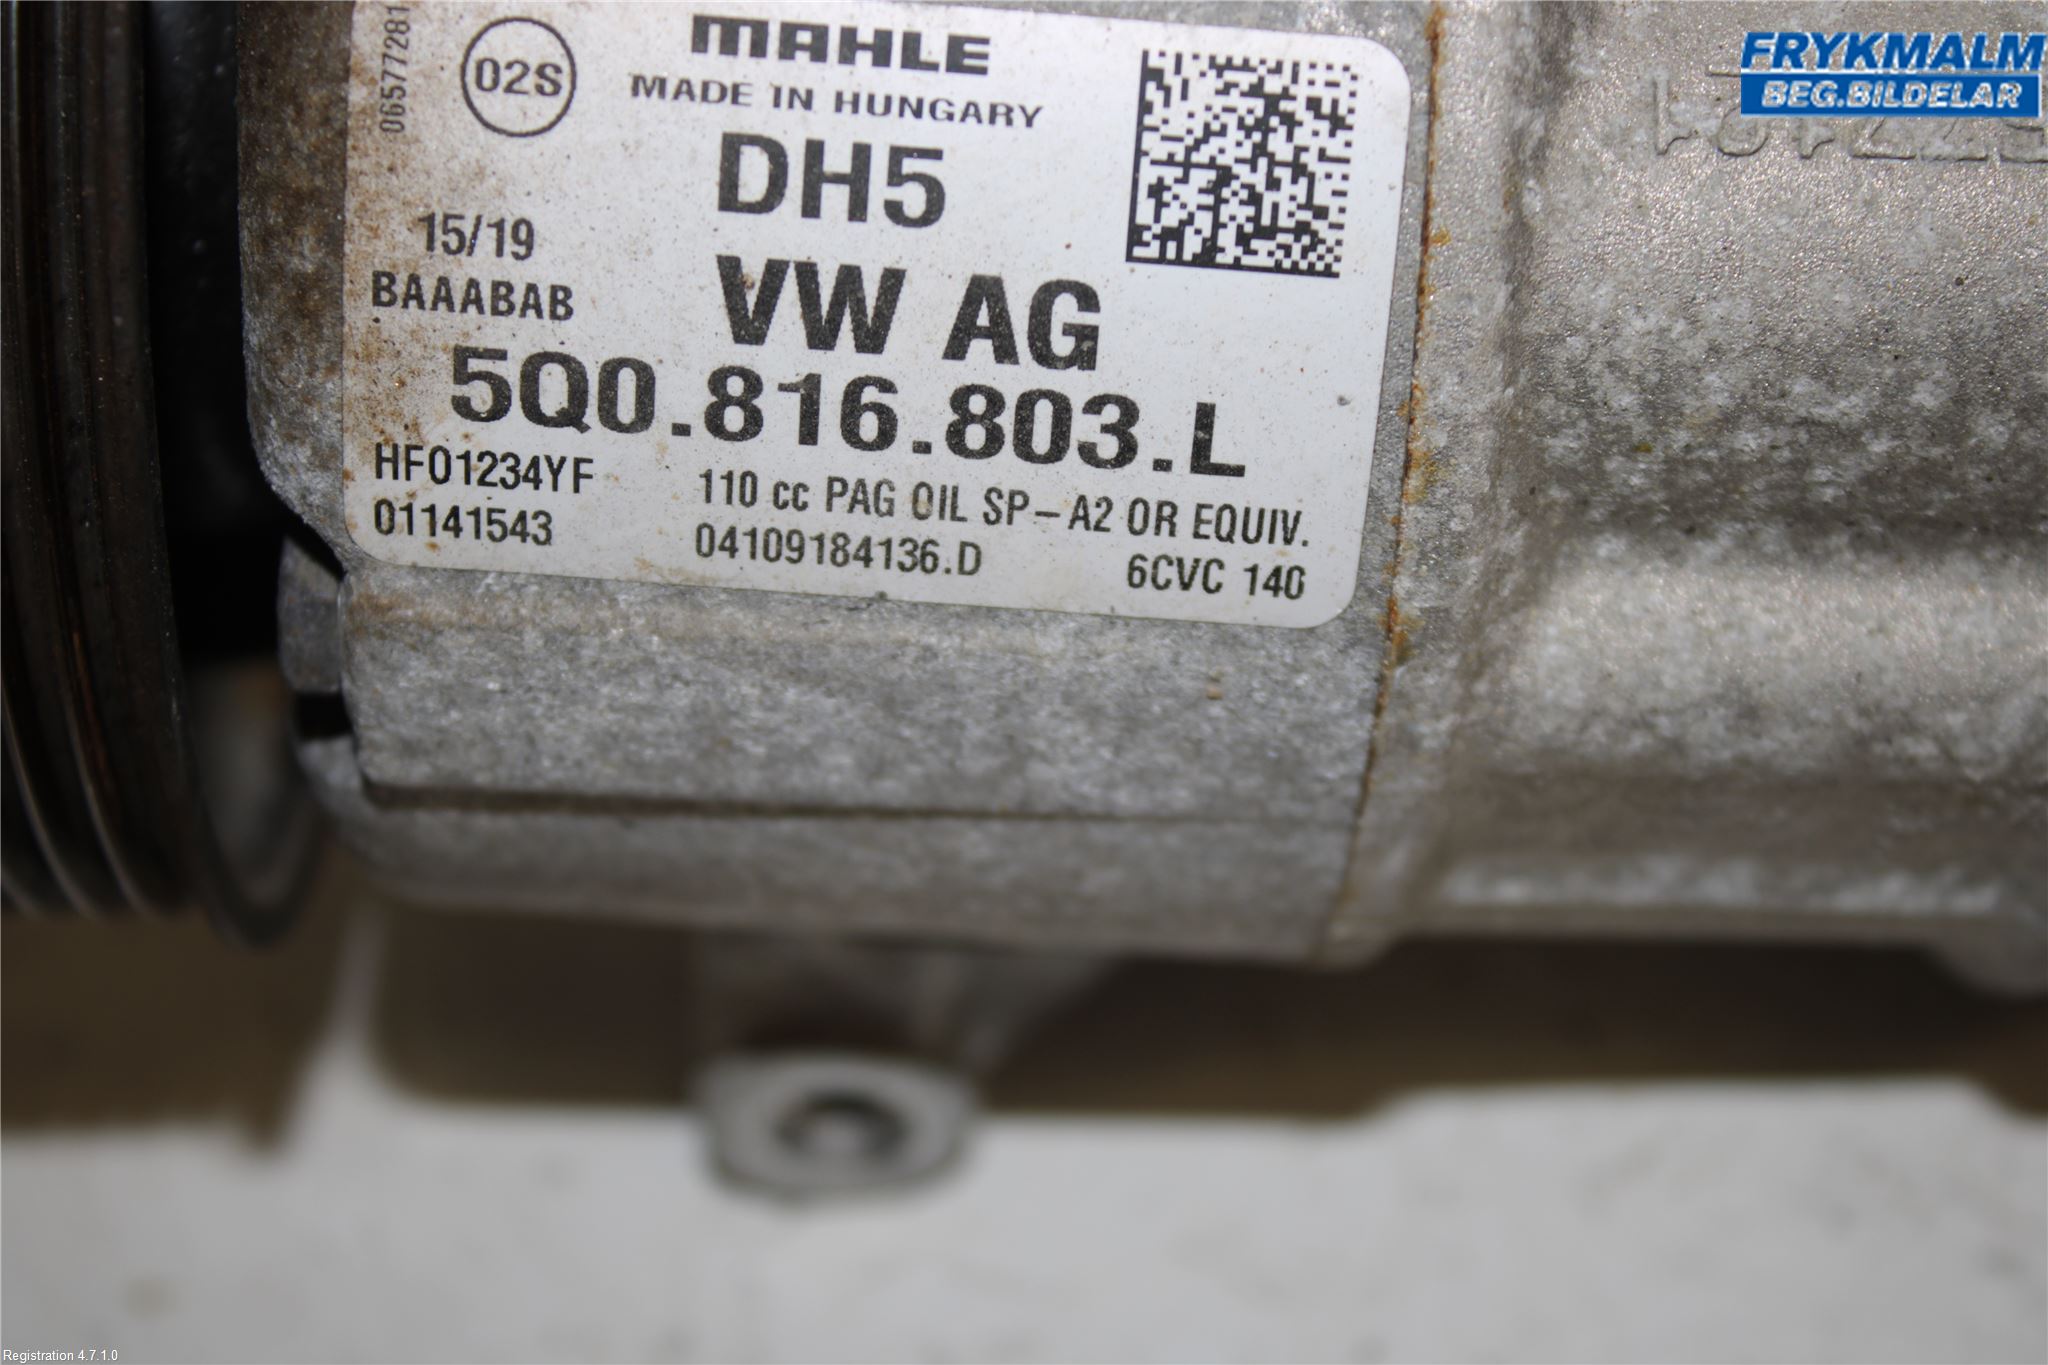 MAHLE
MADE IN HUNGARY
02S
06577281
DH5
15/19
BAAABAB
VW AG
5Q0.816.803.L
HFO1234YF
01141543
110 cc PAG OIL SP-A2 OR EQUIV.
04109184136.D
6CVC 140
FRYKMALM
BEG.BILDELAR
Registration 4.7.1.0